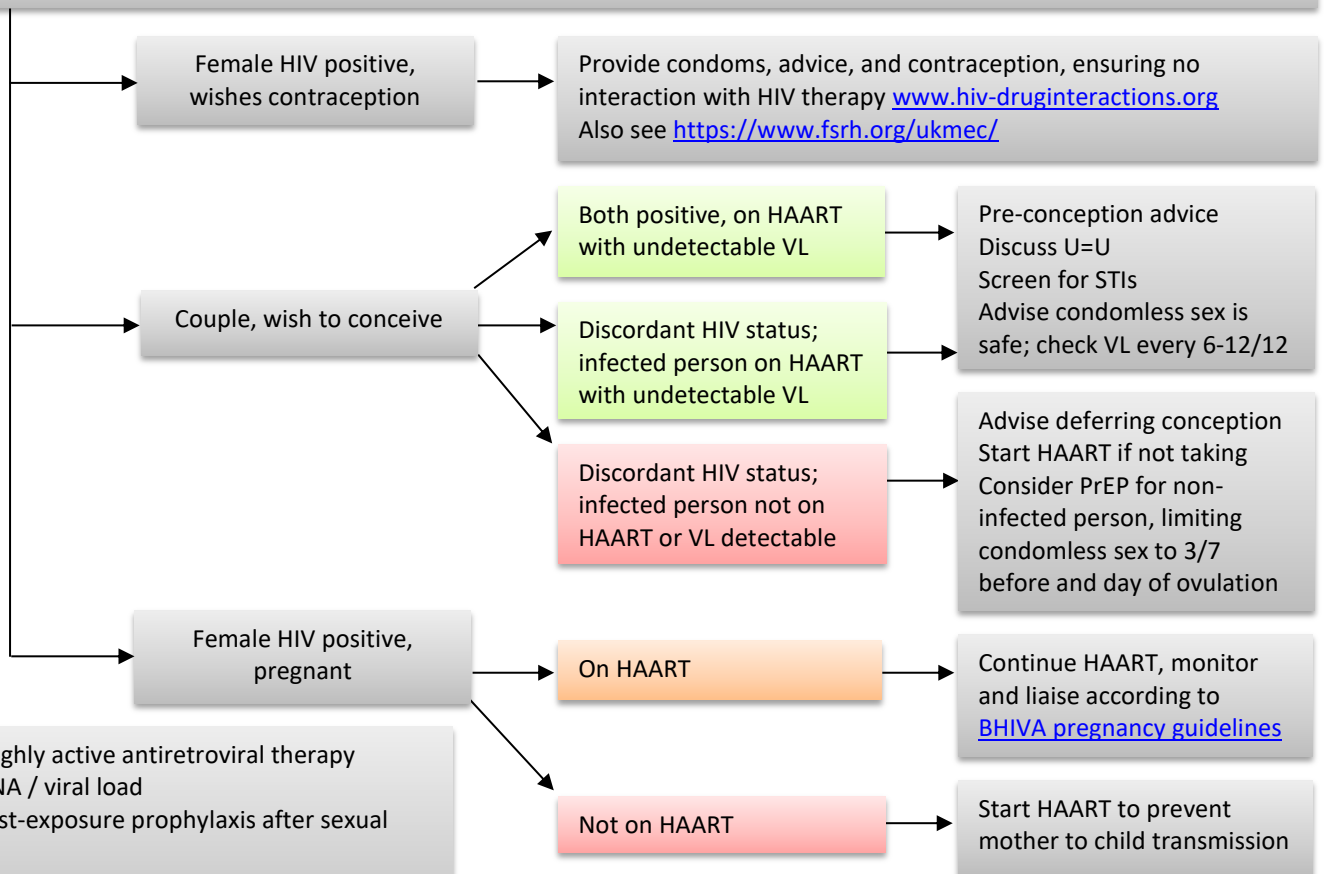 Female HIV positive,
wishes contraception
Provide condoms, advice, and contraception, ensuring no
interaction with HIV therapy www.hiv-druginteractions.org
Also see https://www.fsrh.org/ukmec/
Both positive, on HAART
with undetectable VL
Pre-conception advice
Discuss U=U
Screen for STIs
Advise condomless sex is
safe; check VL every 6-12/12
Couple, wish to conceive
Discordant HIV status;
infected person on HAART
with undetectable VL
Discordant HIV status;
infected person not on
HAART or VL detectable
Advise deferring conception
Start HAART if not taking
Consider PrEP for non-
infected person, limiting
condomless sex to 3/7
before and day of ovulation
Female HIV positive,
pregnant
On HAART
Continue HAART, monitor
and liaise according to
BHIVA pregnancy guidelines
ghly active antiretroviral therapy
NA / viral load
st-exposure prophylaxis after sexual
Not on HAART
Start HAART to prevent
mother to child transmission